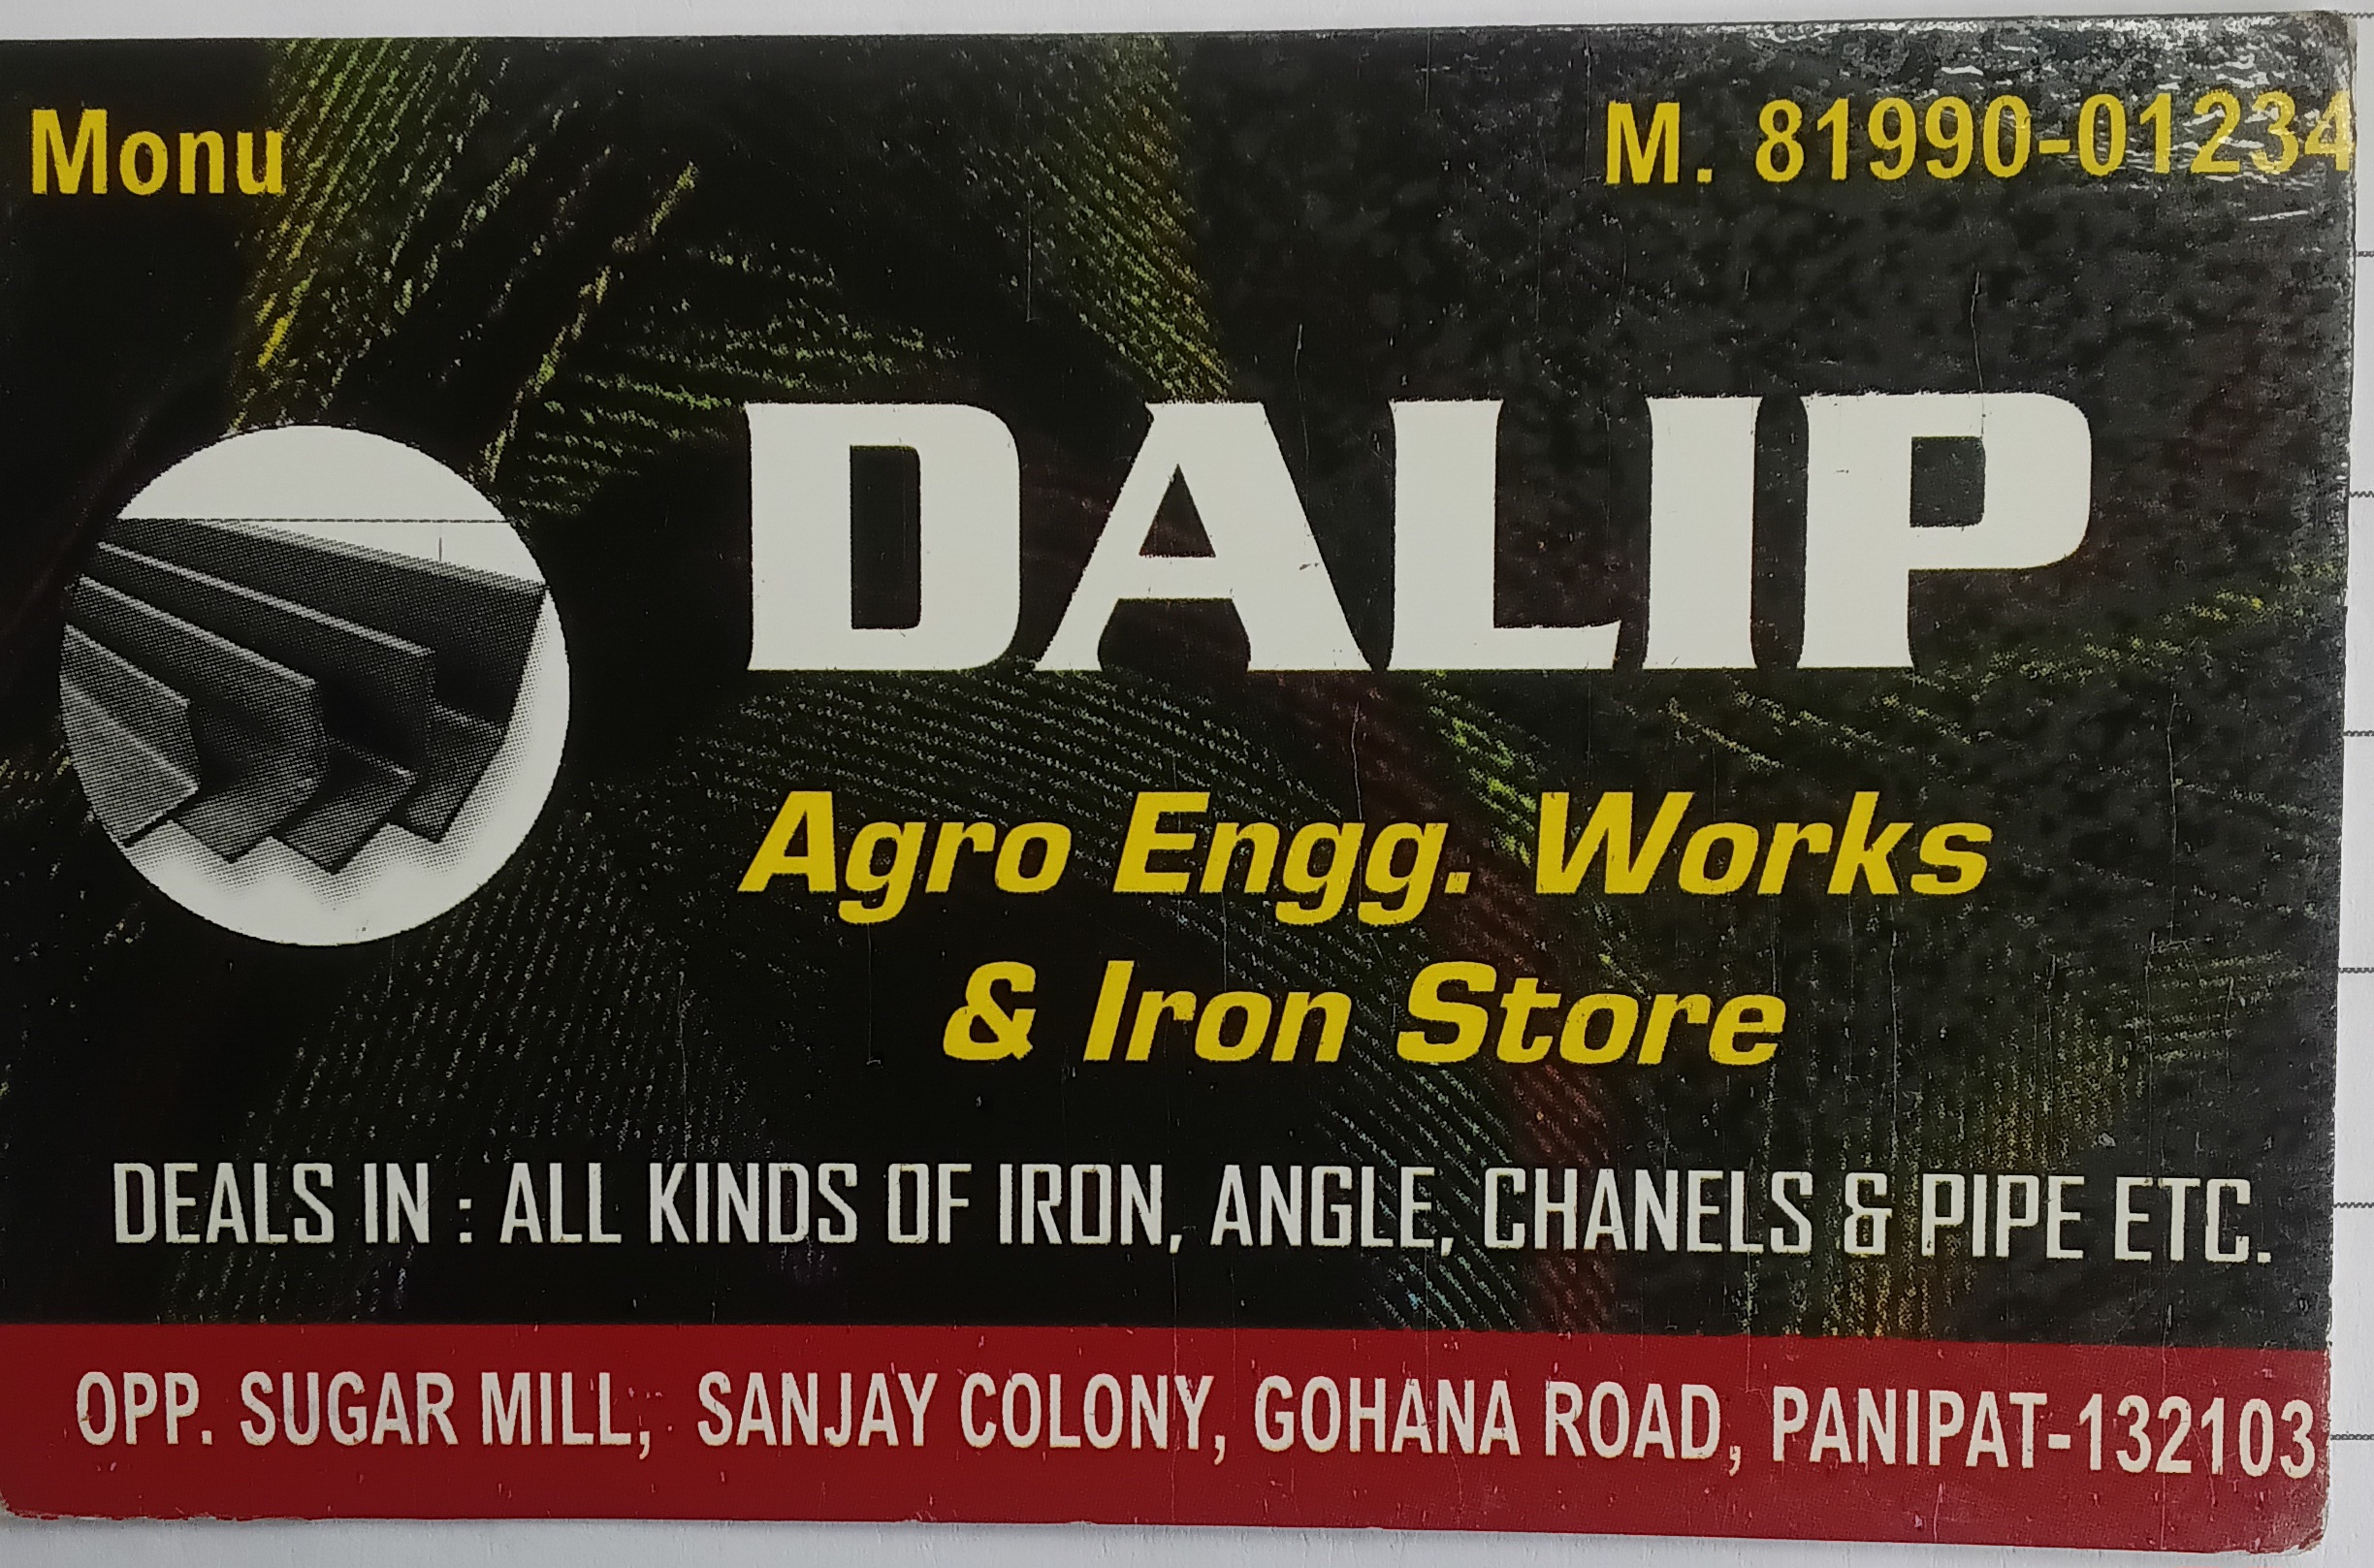 Monu
M. 81990-01234
DALIP
Agro Engg. Works
& Iron Store
DEALS IN : ALL KINDS OF IRON, ANGLE, CHANELS & PIPE ETC.
OPP. SUGAR MILL, SANJAY COLONY, GOHANA ROAD, PANIPAT-132103